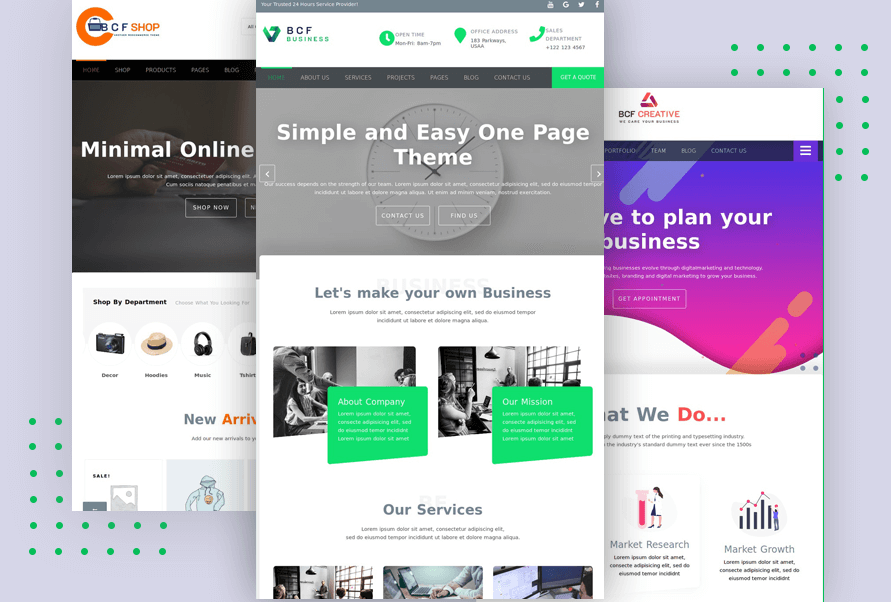 BCF SHOP
All
HOME SHOP PRODUCTS PAGES BLOG
Minimal Online
Lorem ipsum dolor sit amet, consectetuer adipiscing elit.
Cum sociis natoque penatibus et
SHOP NOW
Shop By Department Choose What You Looking For
Decor Hoodies Music Tshirt
New Arriv
Add our new arrivals to
SALE!
Your Trusted 24 Hours Service Provider!
BCF
BUSINESS
OPEN TIME
Mon-Fri: 8am-7pm
OFFICE ADDRESS
183 Parkways,
USAA
SALES
DEPARTMENT
+122 123 4567
HOME ABOUT US SERVICES PROJECTS PAGES BLOG CONTACT US GET A QUOTE
Simple and Easy One Page
Theme
Our success depends on the strength of our team. Lorem ipsum dolor sit amet, consectetur adipiscing elit, sed do eiusmod tempor
incididunt ut labore et dolore magna aliqua. Ut enim ad minim veniam, nostrud exercitation.
CONTACT US FIND US
BUSINESS
Let's make your own Business
Lorem ipsum dolor sit amet, consectetur adipiscing elit, sed do eiusmod tempor
incididunt ut labore et dolore magna aliqua.
About Company
Lorem ipsum dolor sit amet,
consecte adipiscing elit, sed
do eiusmod temor incididnt
Lorem ipsum dolor sit amet
Our Mission
Lorem ipsum dolor sit amet,
consecte adipiscing elit, sed
do eiusmod temor incididnt
Lorem ipsum dolor sit amet
BE
Our Services
Lorem ipsum dolor sit amet, consectetur adipiscing elit,
sed do eiusmod tempor incididunt ut labore et dolore magna aliqua.
BCF CREATIVE
WE CARE YOUR BUSINESS
PORTFOLIO TEAM BLOG CONTACT US
ve to plan your
business
ing businesses evolve through digitalmarketing and technology.
sites, branding and digital marketing to grow your business.
GET APPOINTMENT
at We Do...
ply dummy text of the printing and typesetting industry.
the industry's standard dummy text ever since the 1500s
Market Research
Lorem ipsum dolor sit amet,
consecte adipiscing elit, sed
do eiusmod temor incididnt
Market Growth
Lorem ipsum dolor sit amet,
consecte adipiscing elit, sed
do eiusmod temor incididnt